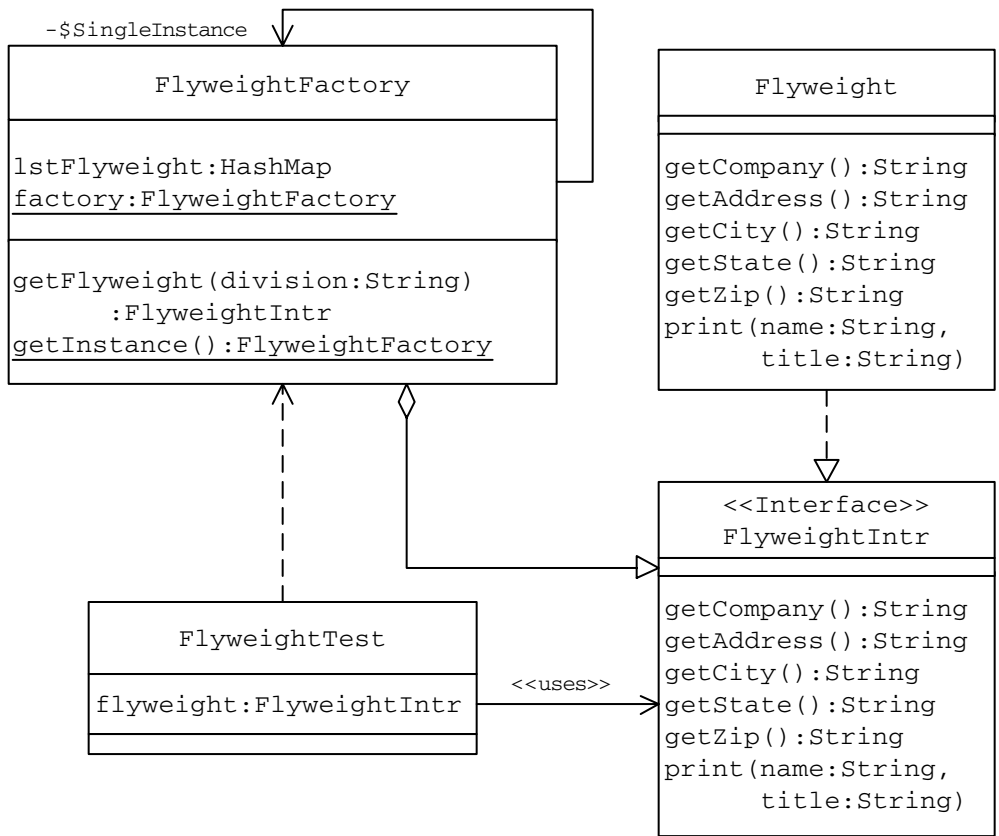 -$SingleInstance
FlyweightFactory
lstFlyweight:HashMap
factory:FlyweightFactory
getFlyweight(division:String)
:FlyweightIntr
getInstance():FlyweightFactory
Flyweight
getCompany():String
getAddress():String
getCity():String
getState():String
getZip():String
print(name:String,
title:String)
<<Interface>>
FlyweightIntr
getCompany():String
getAddress():String
getCity():String
getState():String
getZip():String
print(name:String,
title:String)
FlyweightTest
flyweight:FlyweightIntr
<<uses>>